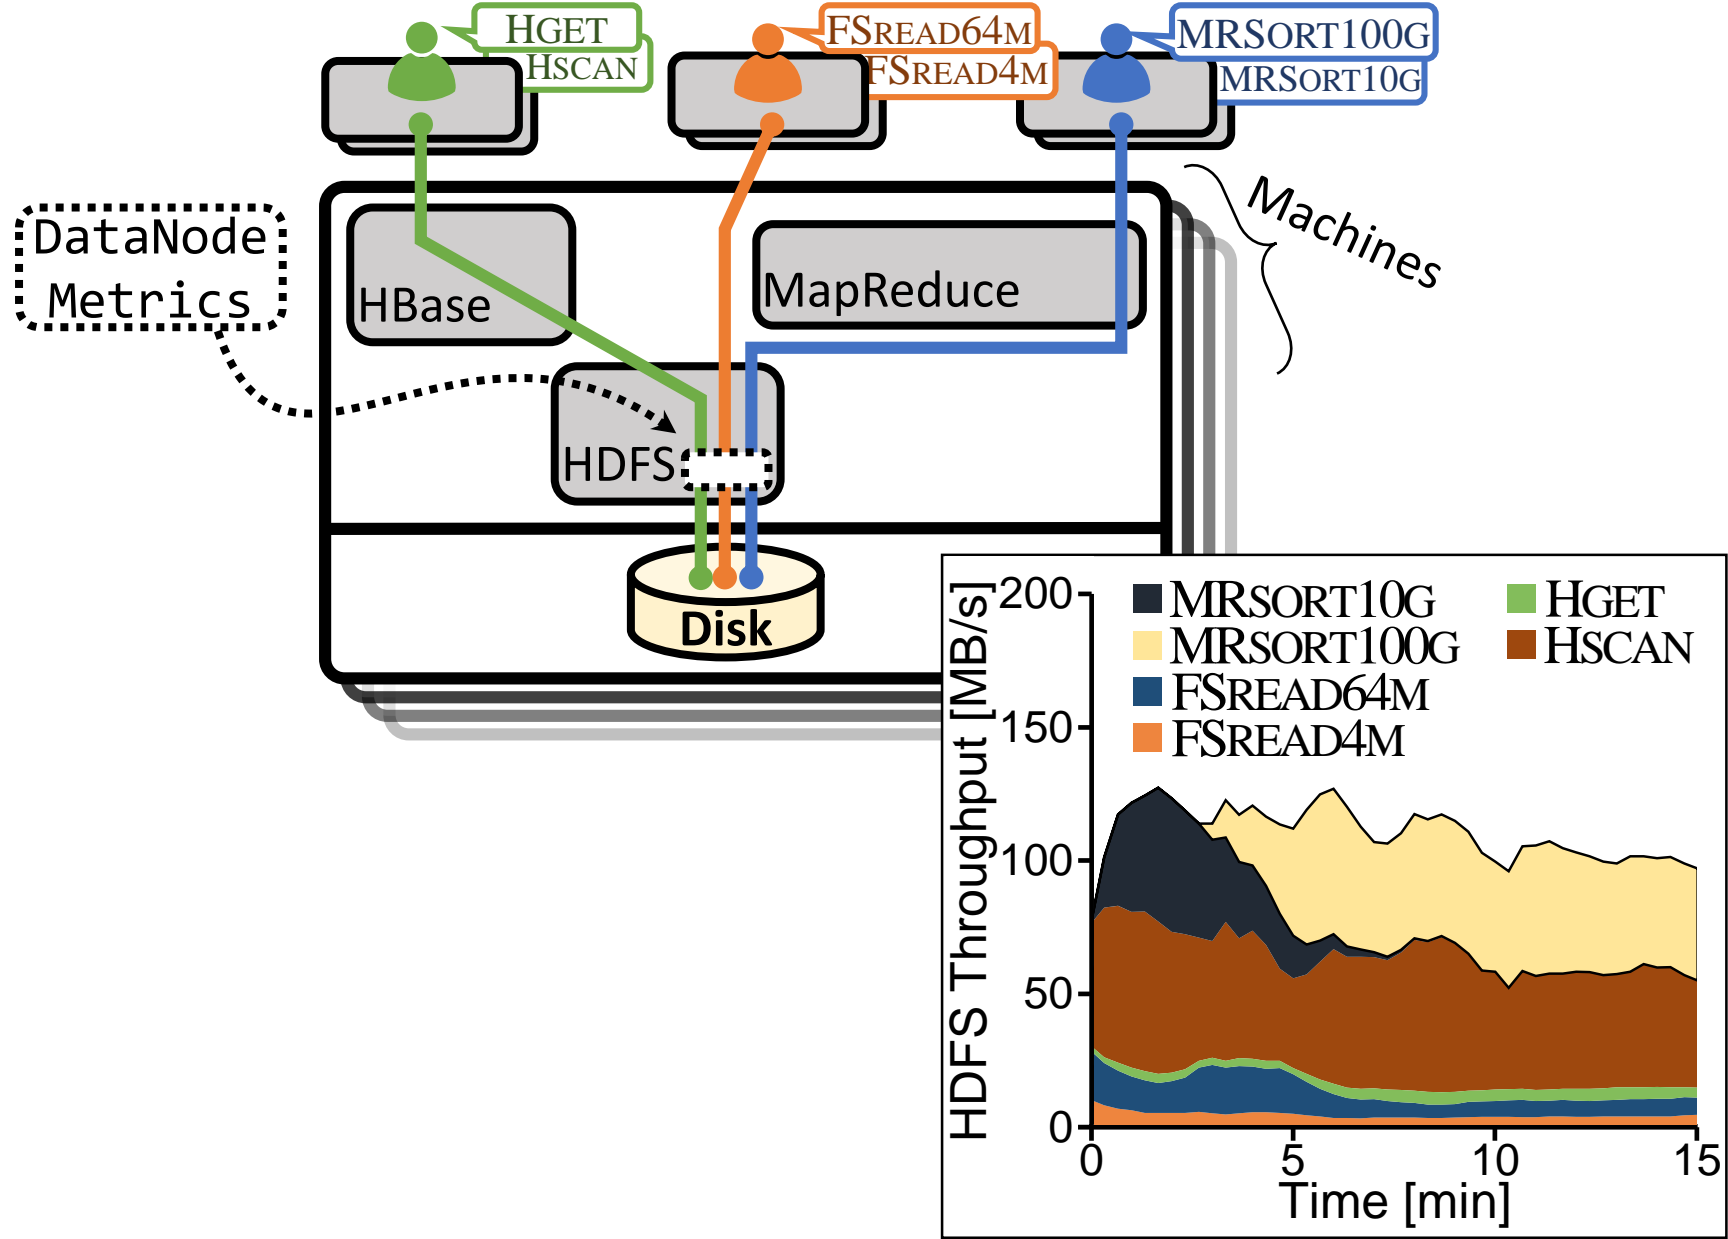 HGET
HSCAN
FSREAD64M
FSREAD4M
MRSORT100G
MRSORT10G
Machines
DataNode
Metrics
HBase
MapReduce
HDFS
Disk
HDFS Throughput [MB/s]
200
150
100
50
0
MRSORT10G
MRSORT100G
FSREAD64M
FSREAD4M
HGET
HSCAN
0 5 10 15
Time [min]